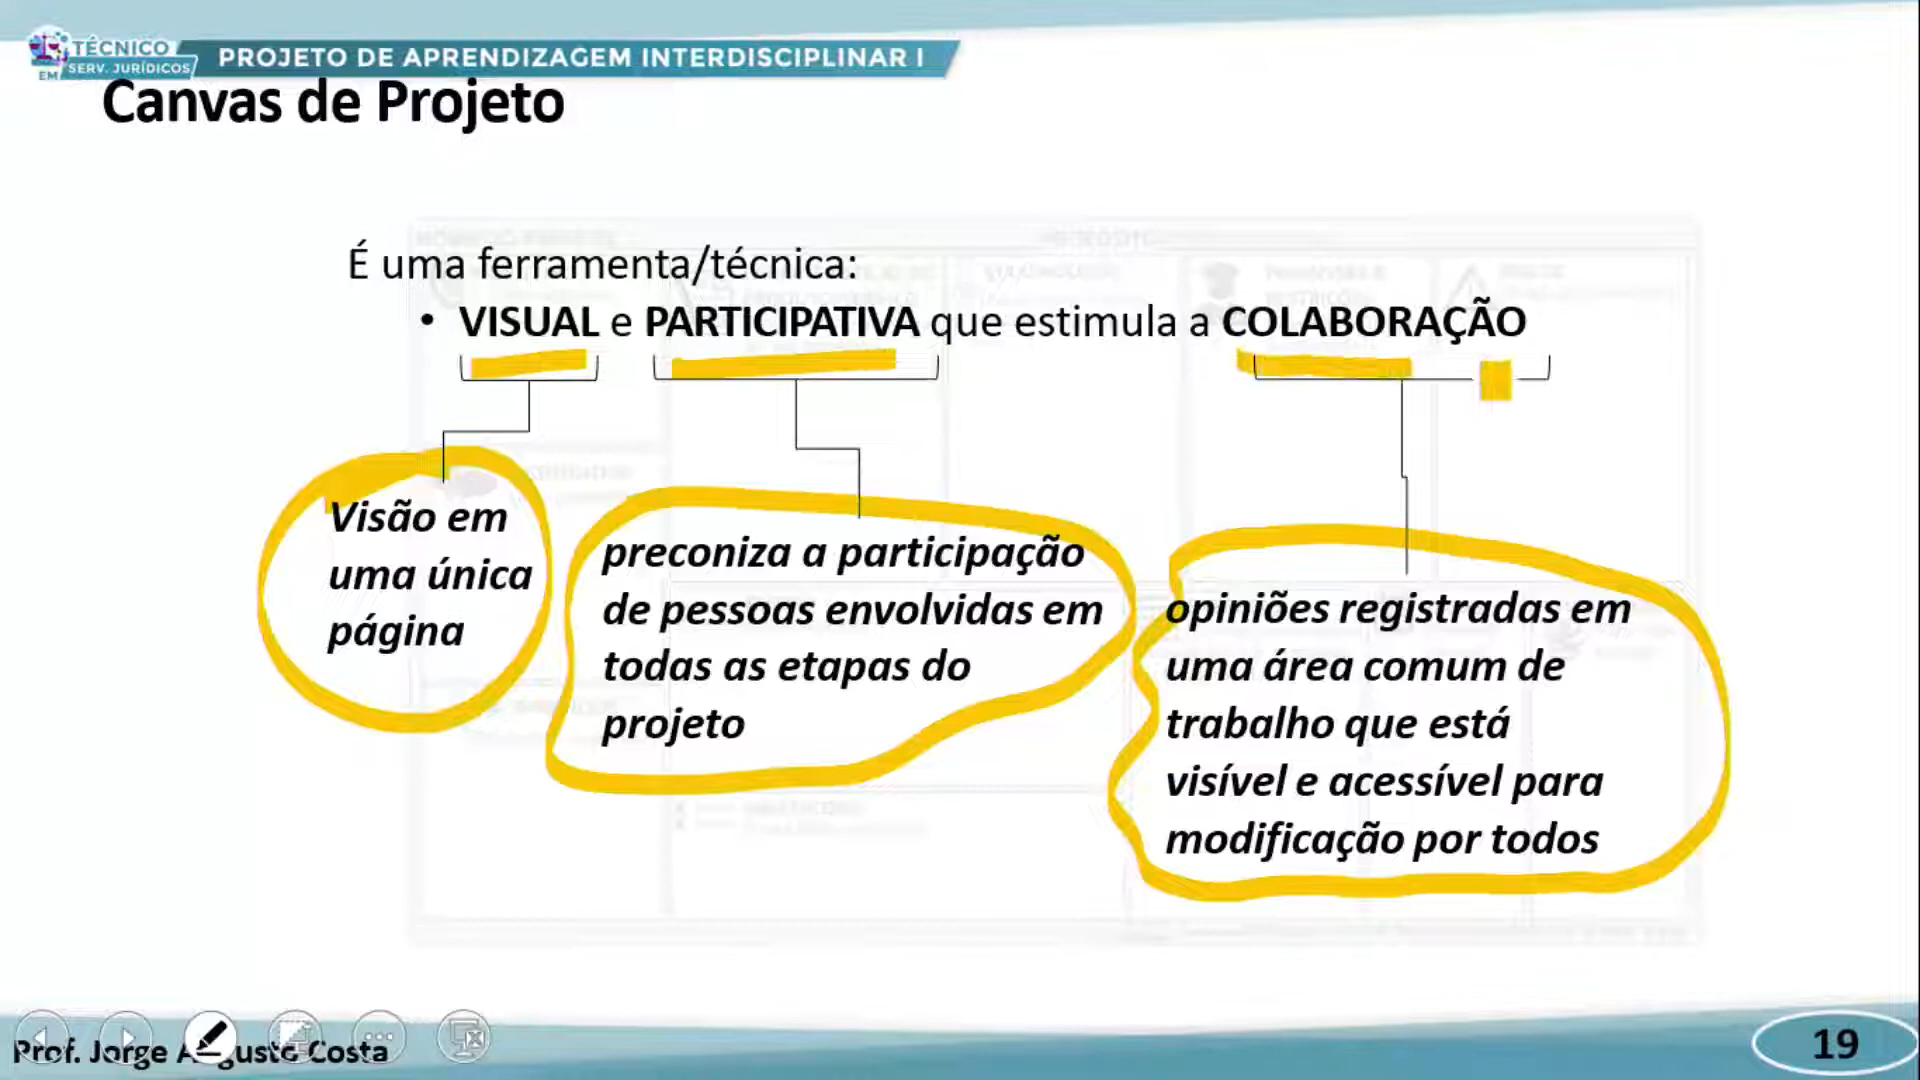 TÉCNICO
EM SERV. JURÍDICOS
PROJETO DE APRENDIZAGEM INTERDISCIPLINAR I
Canvas de Projeto
É uma ferramenta/técnica:
• VISUAL e PARTICIPATIVA que estimula a COLABORAÇÃO
Visão em
uma única
página
preconiza a participação
de pessoas envolvidas em
todas as etapas do
projeto
opiniões registradas em
uma área comum de
trabalho que está
visível e acessível para
modificação por todos
Prof. Jorge Augusto Costa
19